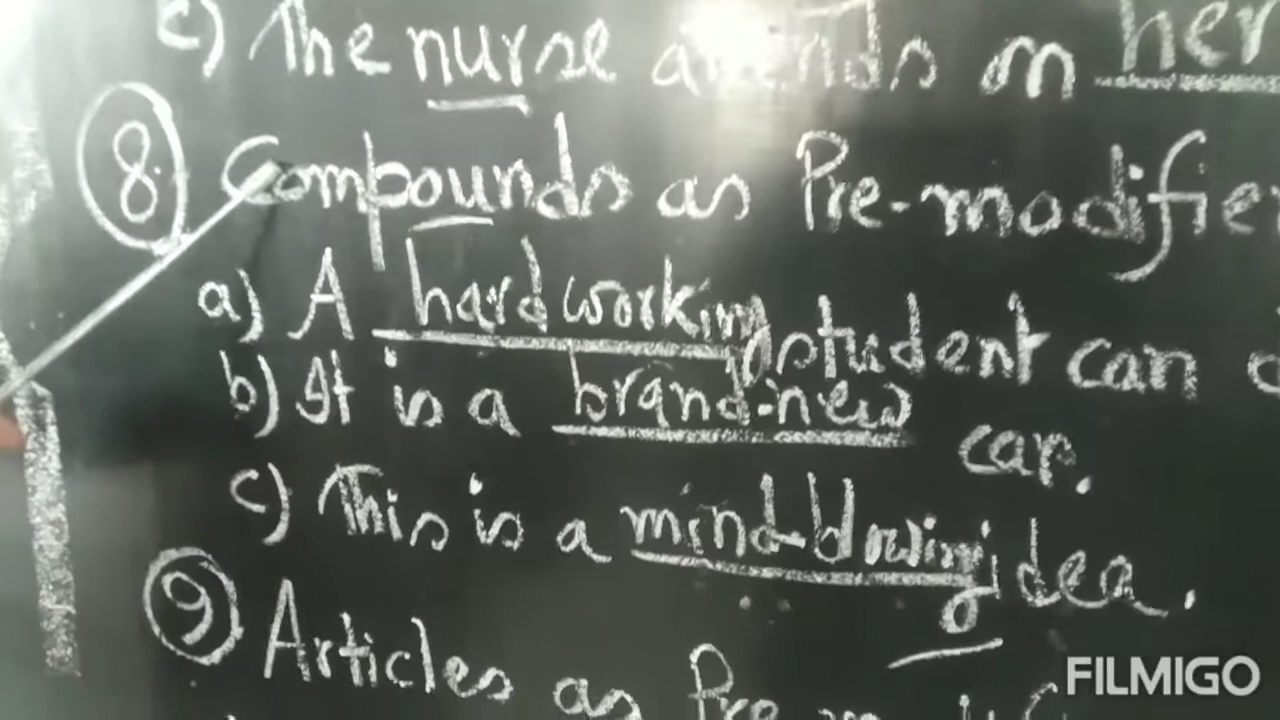 c) The nurse attends on her
8 Compounds as Pre-modifier
a) A hardworking student can
b) It is a brand-new car.
c) This is a mind-blowing idea.
9 Articles as Pre
FILMIGO